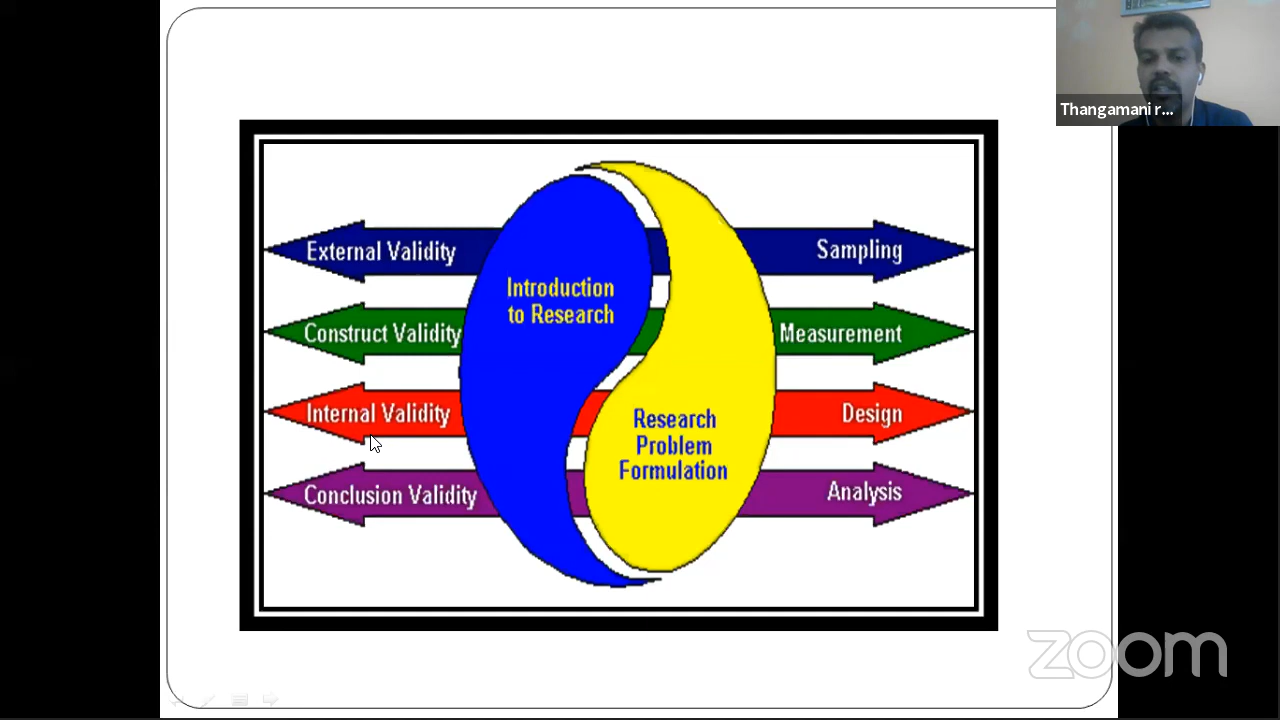 Thangamani r...
External Validity
Sampling
Introduction
to Research
Construct Validity
Measurement
Internal Validity
Design
Research
Problem
Formulation
Conclusion Validity
Analysis
zoom